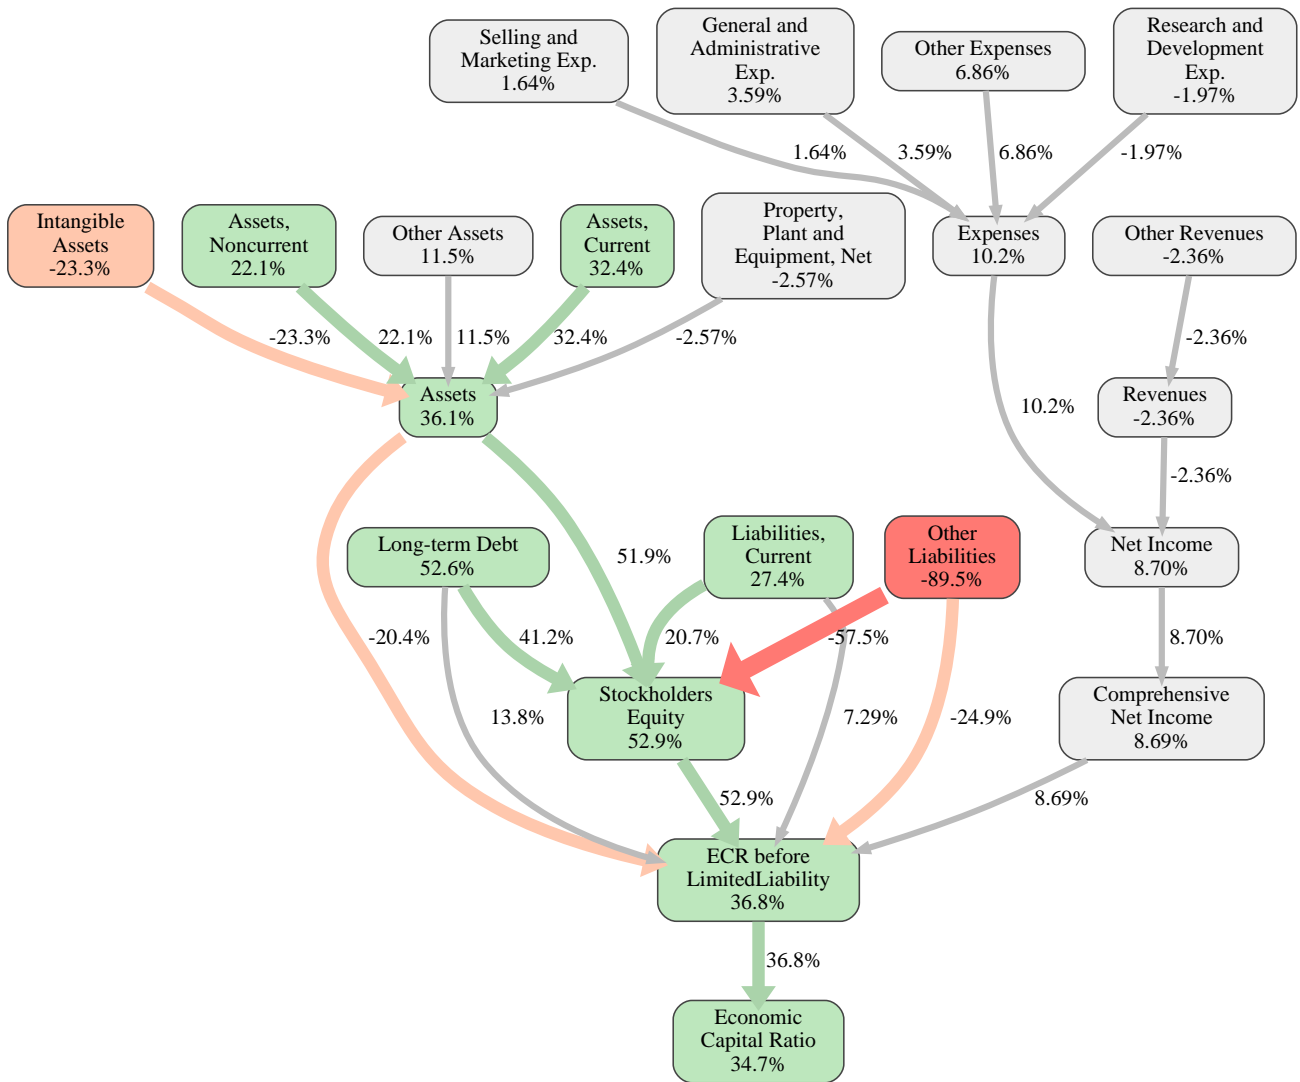 Selling and
Marketing Exp.
1.64%
General and
Administrative
Exp.
3.59%
Other Expenses
6.86%
Research and
Development
Exp.
-1.97%
1.64%
3.59%
6.86%
-1.97%
Intangible
Assets
-23.3%
Assets,
Noncurrent
22.1%
Other Assets
11.5%
Assets,
Current
32.4%
Property,
Plant and
Equipment, Net
-2.57%
Expenses
10.2%
Other Revenues
-2.36%
-23.3%
22.1%
11.5%
32.4%
-2.57%
-2.36%
Assets
36.1%
10.2%
Revenues
-2.36%
-2.36%
Long-term Debt
52.6%
51.9%
Liabilities,
Current
27.4%
Other
Liabilities
-89.5%
Net Income
8.70%
-20.4%
41.2%
20.7%
-57.5%
8.70%
Stockholders
Equity
52.9%
Comprehensive
Net Income
8.69%
13.8%
7.29%
-24.9%
52.9%
8.69%
ECR before
LimitedLiability
36.8%
36.8%
Economic
Capital Ratio
34.7%